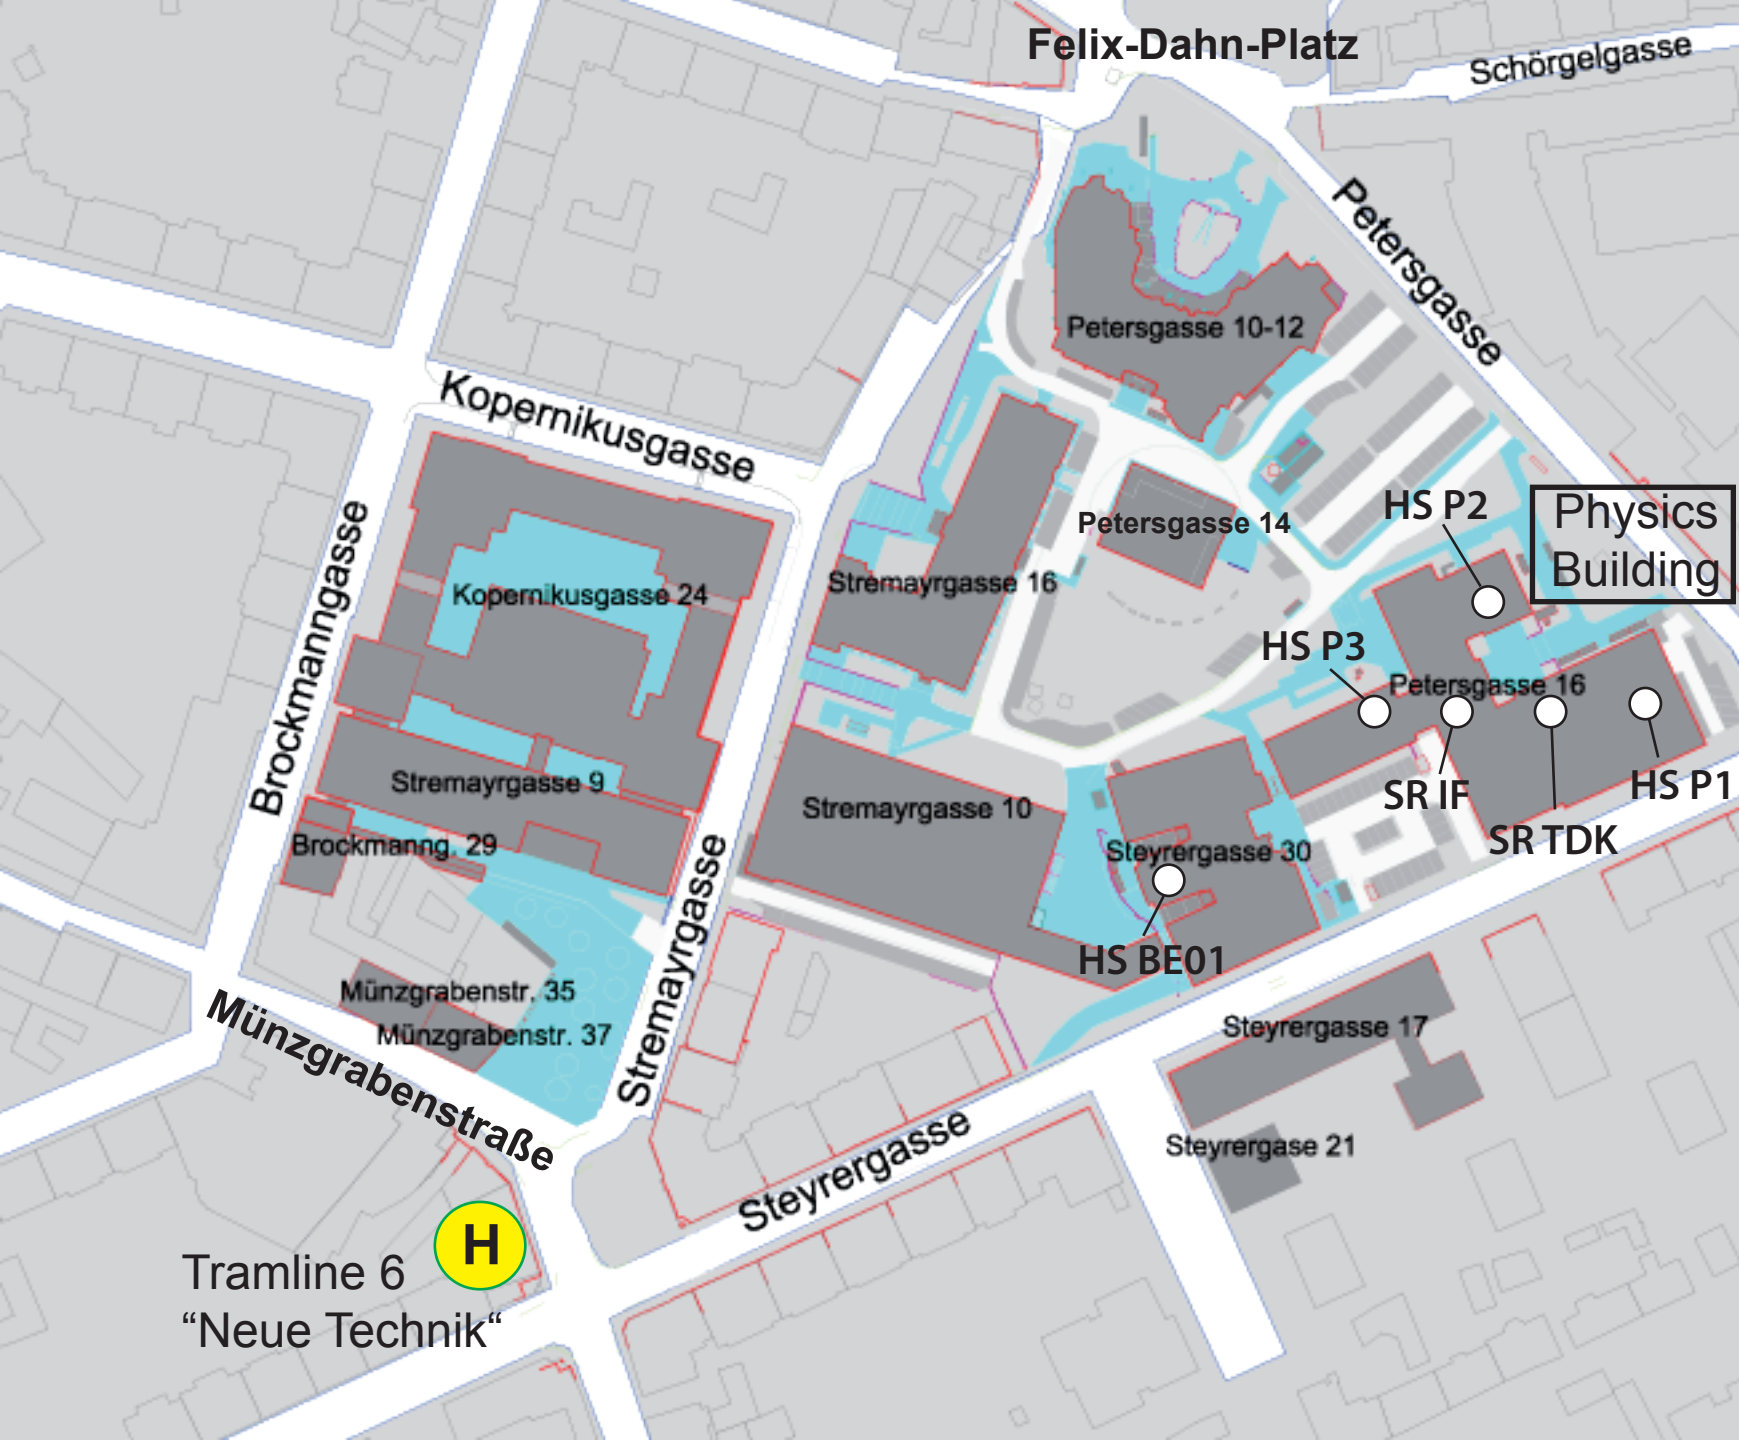 Felix-Dahn-Platz
Schörgelgasse
Petersgasse
Petersgasse 10-12
Kopernikusgasse
HS P2
Physics
Building
Petersgasse 14
Stremayrgasse 16
Kopernikusgasse 24
Brockmanngasse
HS P3
Petersgasse 16
Stremayrgasse 9
Stremayrgasse 10
SR IF
HS P1
SR TDK
Brockmanng. 29
Steyrergasse 30
HS BE01
Stremayrgasse
Münzgrabenstr. 35
Münzgrabenstr. 37
Münzgrabenstraße
Steyrergasse 17
Steyrergase 21
Steyrergasse
H
Tramline 6
“Neue Technik“